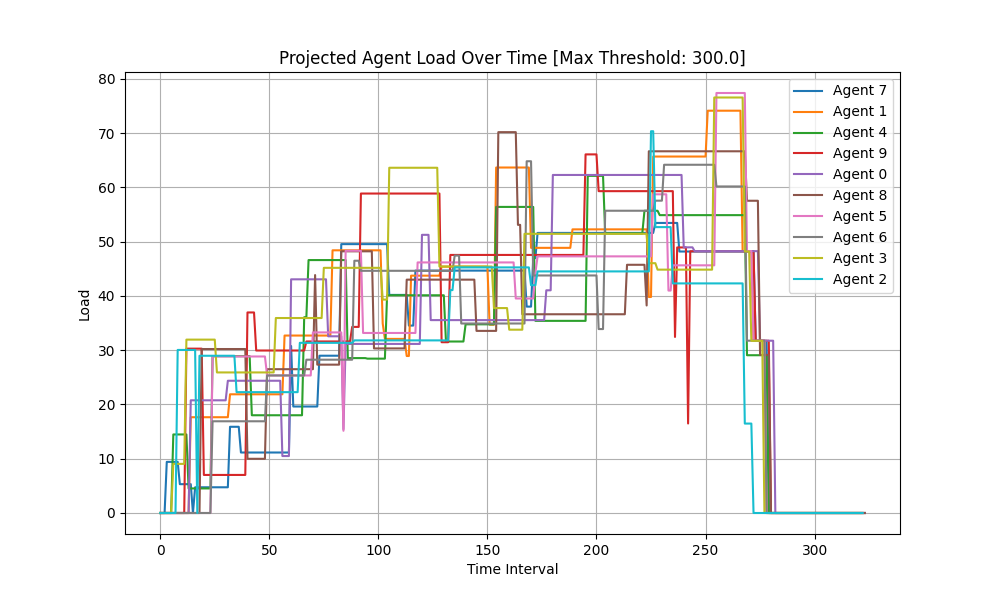 Projected Agent Load Over Time [Max Threshold: 300.0]
80
70
60
50
40
30
20
10
0
Load
0
50
100
150
200
250
300
Time Interval
Agent 7
Agent 1
Agent 4
Agent 9
Agent 0
Agent 8
Agent 5
Agent 6
Agent 3
Agent 2